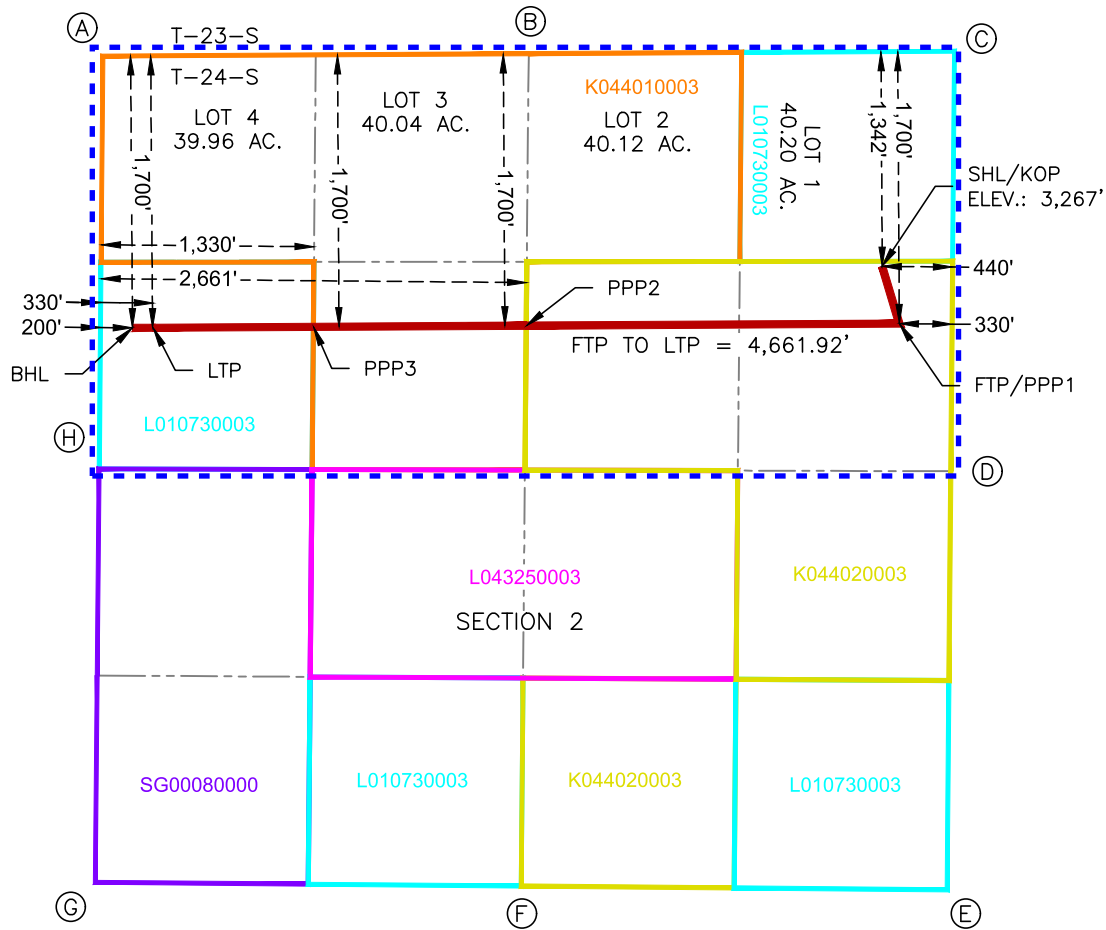 A
B
C
T-23-S
T-24-S
LOT 4
39.96 AC.
LOT 3
40.04 AC.
K044010003
LOT 2
40.12 AC.
LOT 1
40.20 AC.
L010730003
1,700'
1,700'
1,700'
1,342'
1,700'
SHL/KOP
ELEV.: 3,267'
1,330'
2,661'
440'
330'
200'
PPP2
330'
BHL
LTP
PPP3
FTP TO LTP = 4,661.92'
FTP/PPP1
L010730003
H
D
L043250003
K044020003
SECTION 2
SG00080000
L010730003
K044020003
L010730003
G
F
E